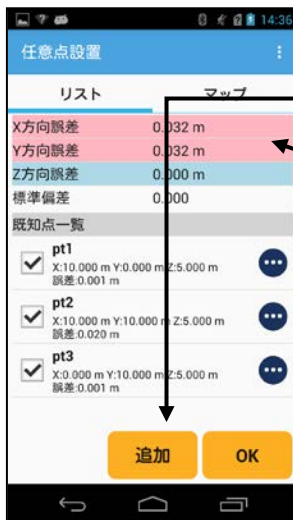 14:36
任意点設置
リスト マップ
X方向誤差 0.032 m
Y方向誤差 0.032 m
Z方向誤差 0.000 m
標準偏差 0.000
既知点一覧
pt1
X:10.000 m Y:0.000 m Z:5.000 m
誤差:0.001 m
pt2
X:10.000 m Y:10.000 m Z:5.000 m
誤差:0.020 m
pt3
X:0.000 m Y:10.000 m Z:5.000 m
誤差:0.001 m
追加 OK